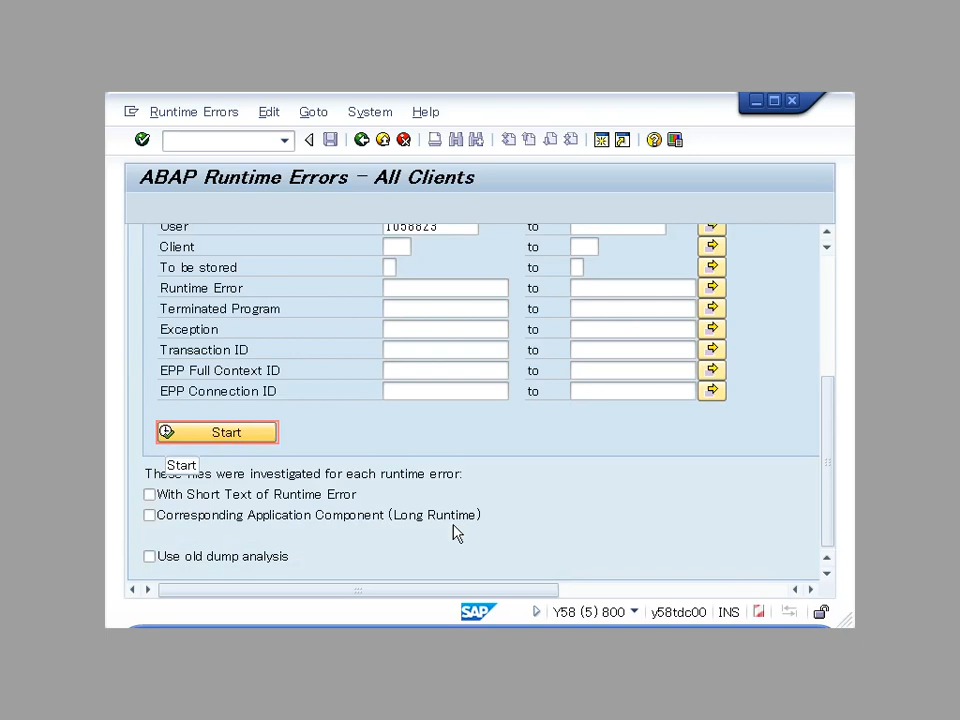 Runtime Errors Edit Goto System Help
ABAP Runtime Errors - All Clients
User I058823 to
Client to
To be stored to
Runtime Error to
Terminated Program to
Exception to
Transaction ID to
EPP Full Context ID to
EPP Connection ID to
Start
Start
These files were investigated for each runtime error:
With Short Text of Runtime Error
Corresponding Application Component (Long Runtime)
Use old dump analysis
SAP Y58 (5) 800 y58tdc00 INS